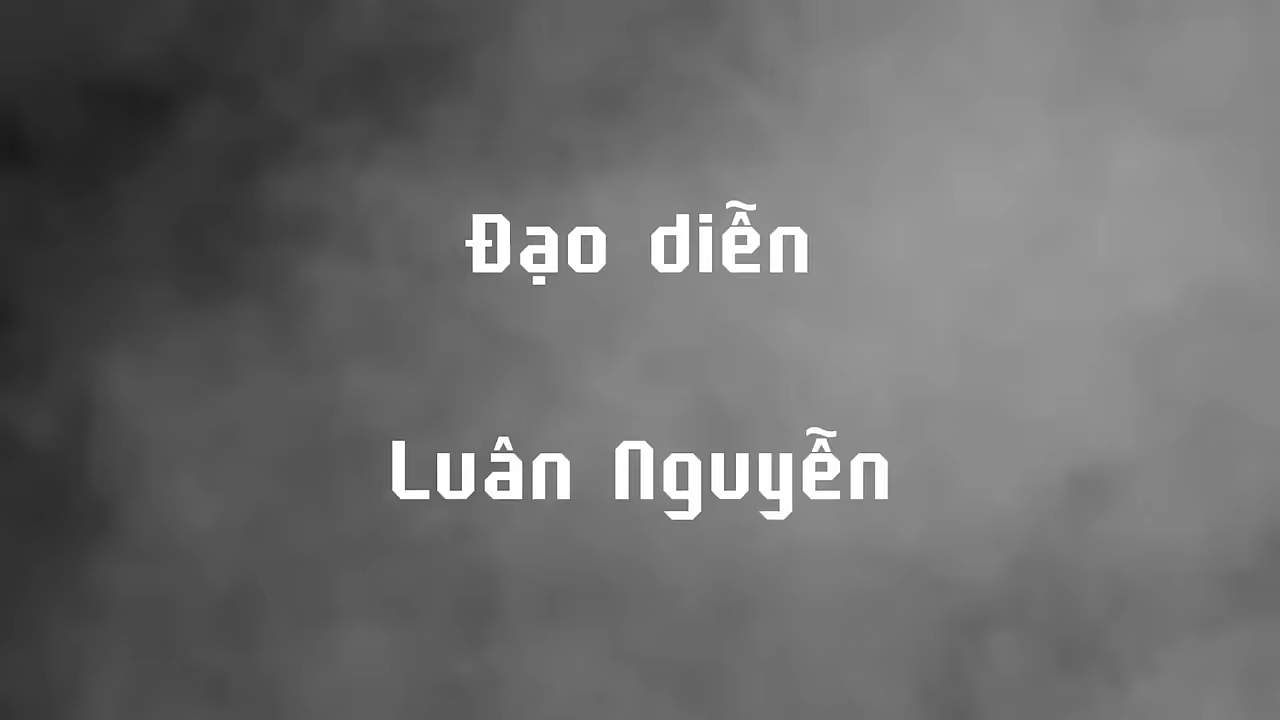 Đạo diễn
Luân Nguyễn